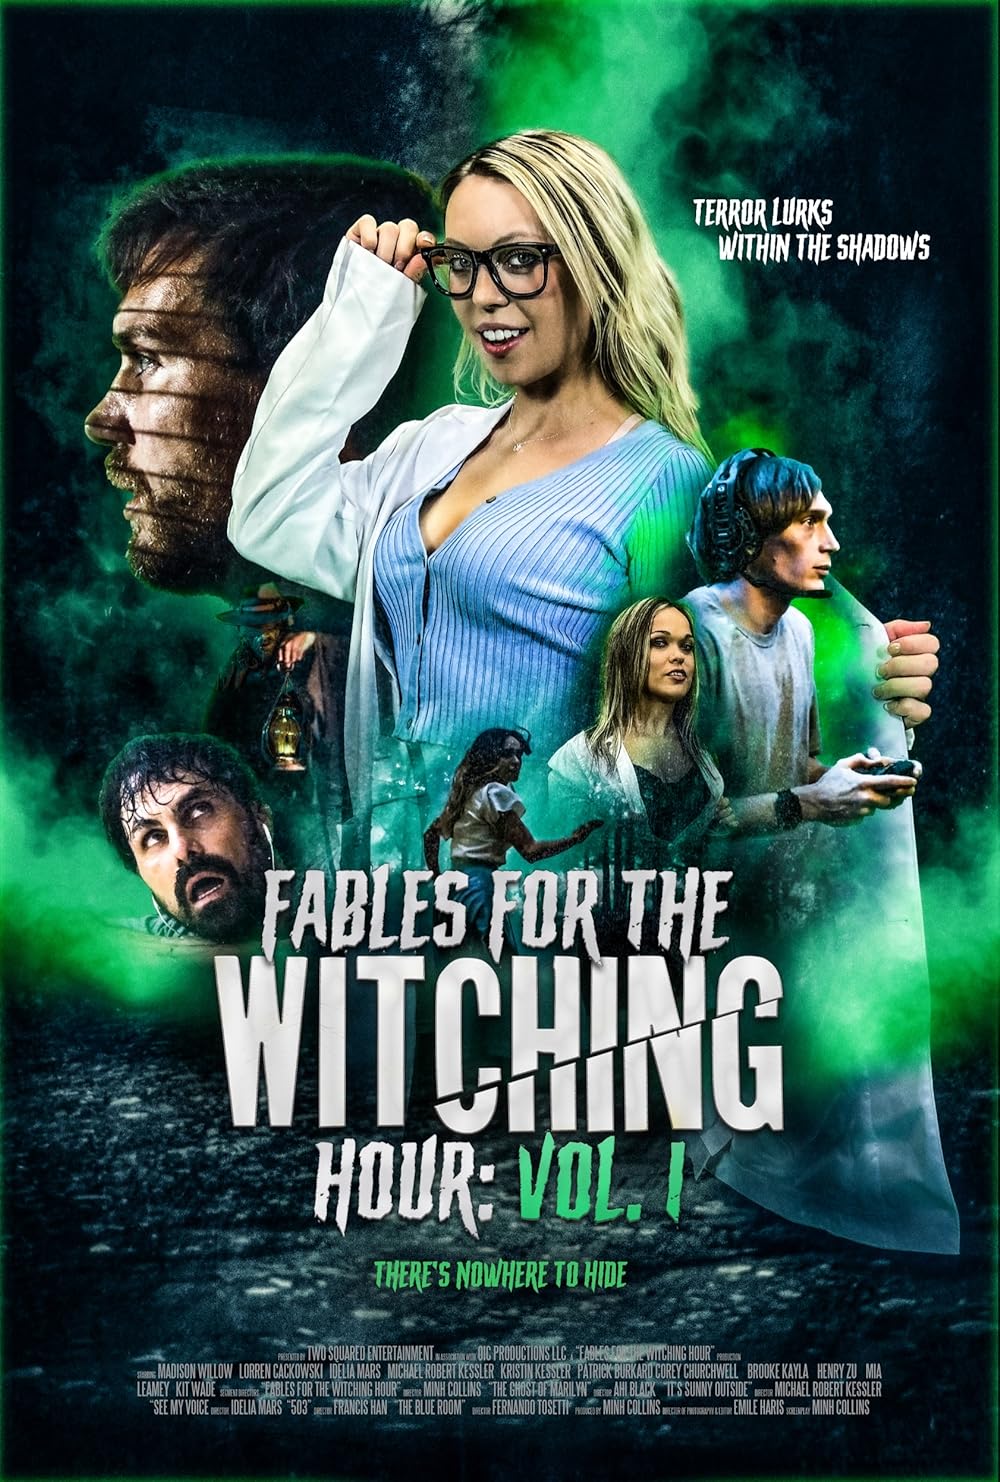 TERROR LURKS
WITHIN THE SHADOWS
FABLES FOR THE
WITCHING
HOUR: VOL. 1
THERE'S NOWHERE TO HIDE
PRESENTED BY TWO SQUARED ENTERTAINMENT IN ASSOCIATION WITH OIC PRODUCTIONS LLC / "FABLES FOR THE WITCHING HOUR" PRODUCTION
STARRING MADISON WILLOW LORREN CACKOWSKI IDELIA MARS MICHAEL ROBERT KESSLER KRISTIN KESSLER PATRICK BURKARD COREY CHURCHWELL BROOKE KAYLA HENRY ZU MIA
LEAMEY KIT WADE SEGMENT DIRECTORS "FABLES FOR THE WITCHING HOUR" DIRECTOR MINH COLLINS "THE GHOST OF MARILYN" DIRECTOR AHI BLACK "IT'S SUNNY OUTSIDE" DIRECTOR MICHAEL ROBERT KESSLER
"SEE MY VOICE DIRECTOR IDELIA MARS "503" DIRECTOR FRANCIS HAN "THE BLUE ROOM" DIRECTOR FERNANDO TOSETTI PRODUCED BY MINH COLLINS DIRECTOR OF PHOTOGRAPHY & EDITOR EMILE HARIS SCREENPLAY MINH COLLINS